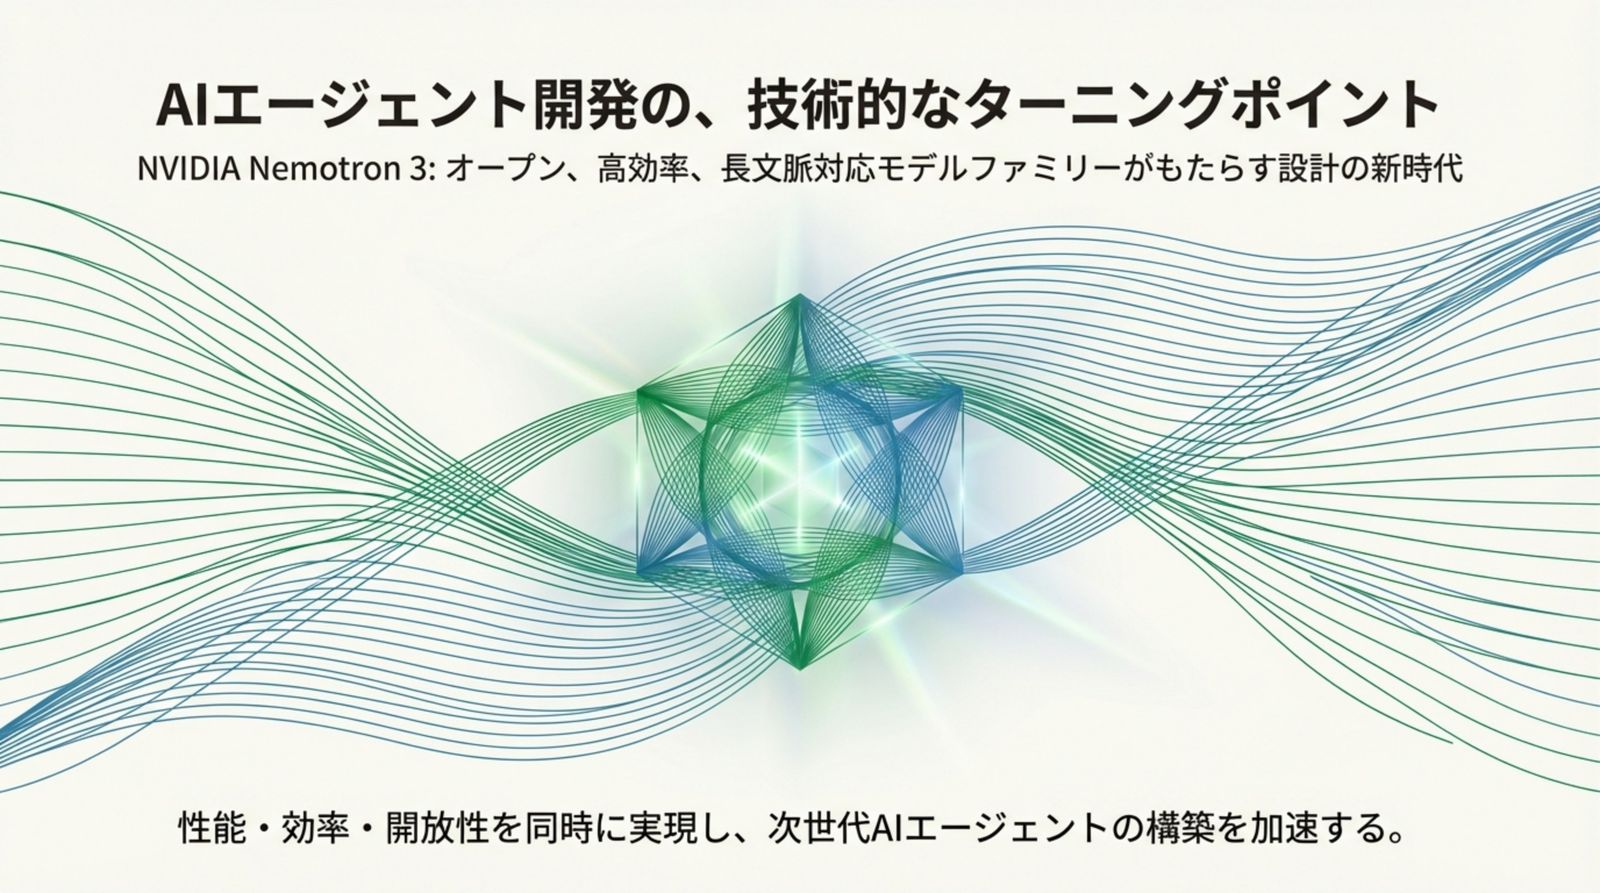 AIエージェント開発の、技術的なターニングポイント
NVIDIA Nemotron 3: オープン、高効率、長文脈対応モデルファミリーがもたらす設計の新時代
性能・効率・開放性を同時に実現し、次世代AIエージェントの構築を加速する。